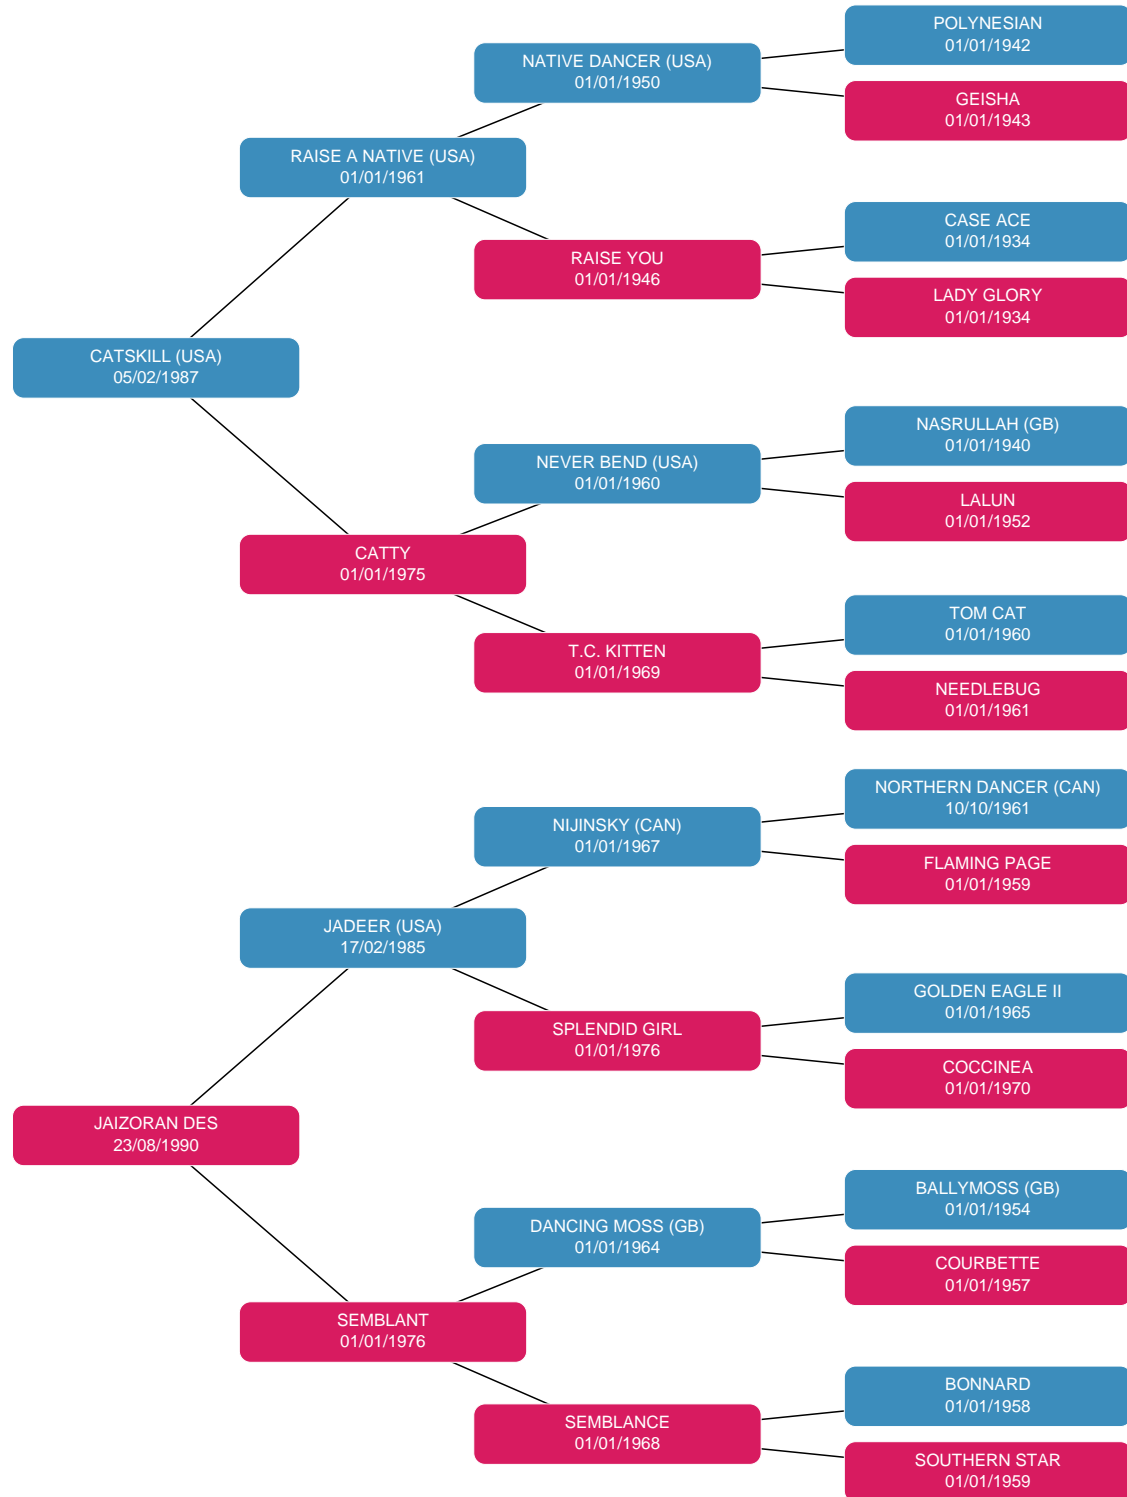 POLYNESIAN
01/01/1942
NATIVE DANCER (USA)
01/01/1950
GEISHA
01/01/1943
RAISE A NATIVE (USA)
01/01/1961
CASE ACE
01/01/1934
RAISE YOU
01/01/1946
LADY GLORY
01/01/1934
CATSKILL (USA)
05/02/1987
NASRULLAH (GB)
01/01/1940
NEVER BEND (USA)
01/01/1960
LALUN
01/01/1952
CATTY
01/01/1975
TOM CAT
01/01/1960
T.C. KITTEN
01/01/1969
NEEDLEBUG
01/01/1961
NORTHERN DANCER (CAN)
10/10/1961
NIJINSKY (CAN)
01/01/1967
FLAMING PAGE
01/01/1959
JADEER (USA)
17/02/1985
GOLDEN EAGLE II
01/01/1965
SPLENDID GIRL
01/01/1976
COCCINEA
01/01/1970
JAIZORAN DES
23/08/1990
BALLYMOSS (GB)
01/01/1954
DANCING MOSS (GB)
01/01/1964
COURBETTE
01/01/1957
SEMBLANT
01/01/1976
BONNARD
01/01/1958
SEMBLANCE
01/01/1968
SOUTHERN STAR
01/01/1959